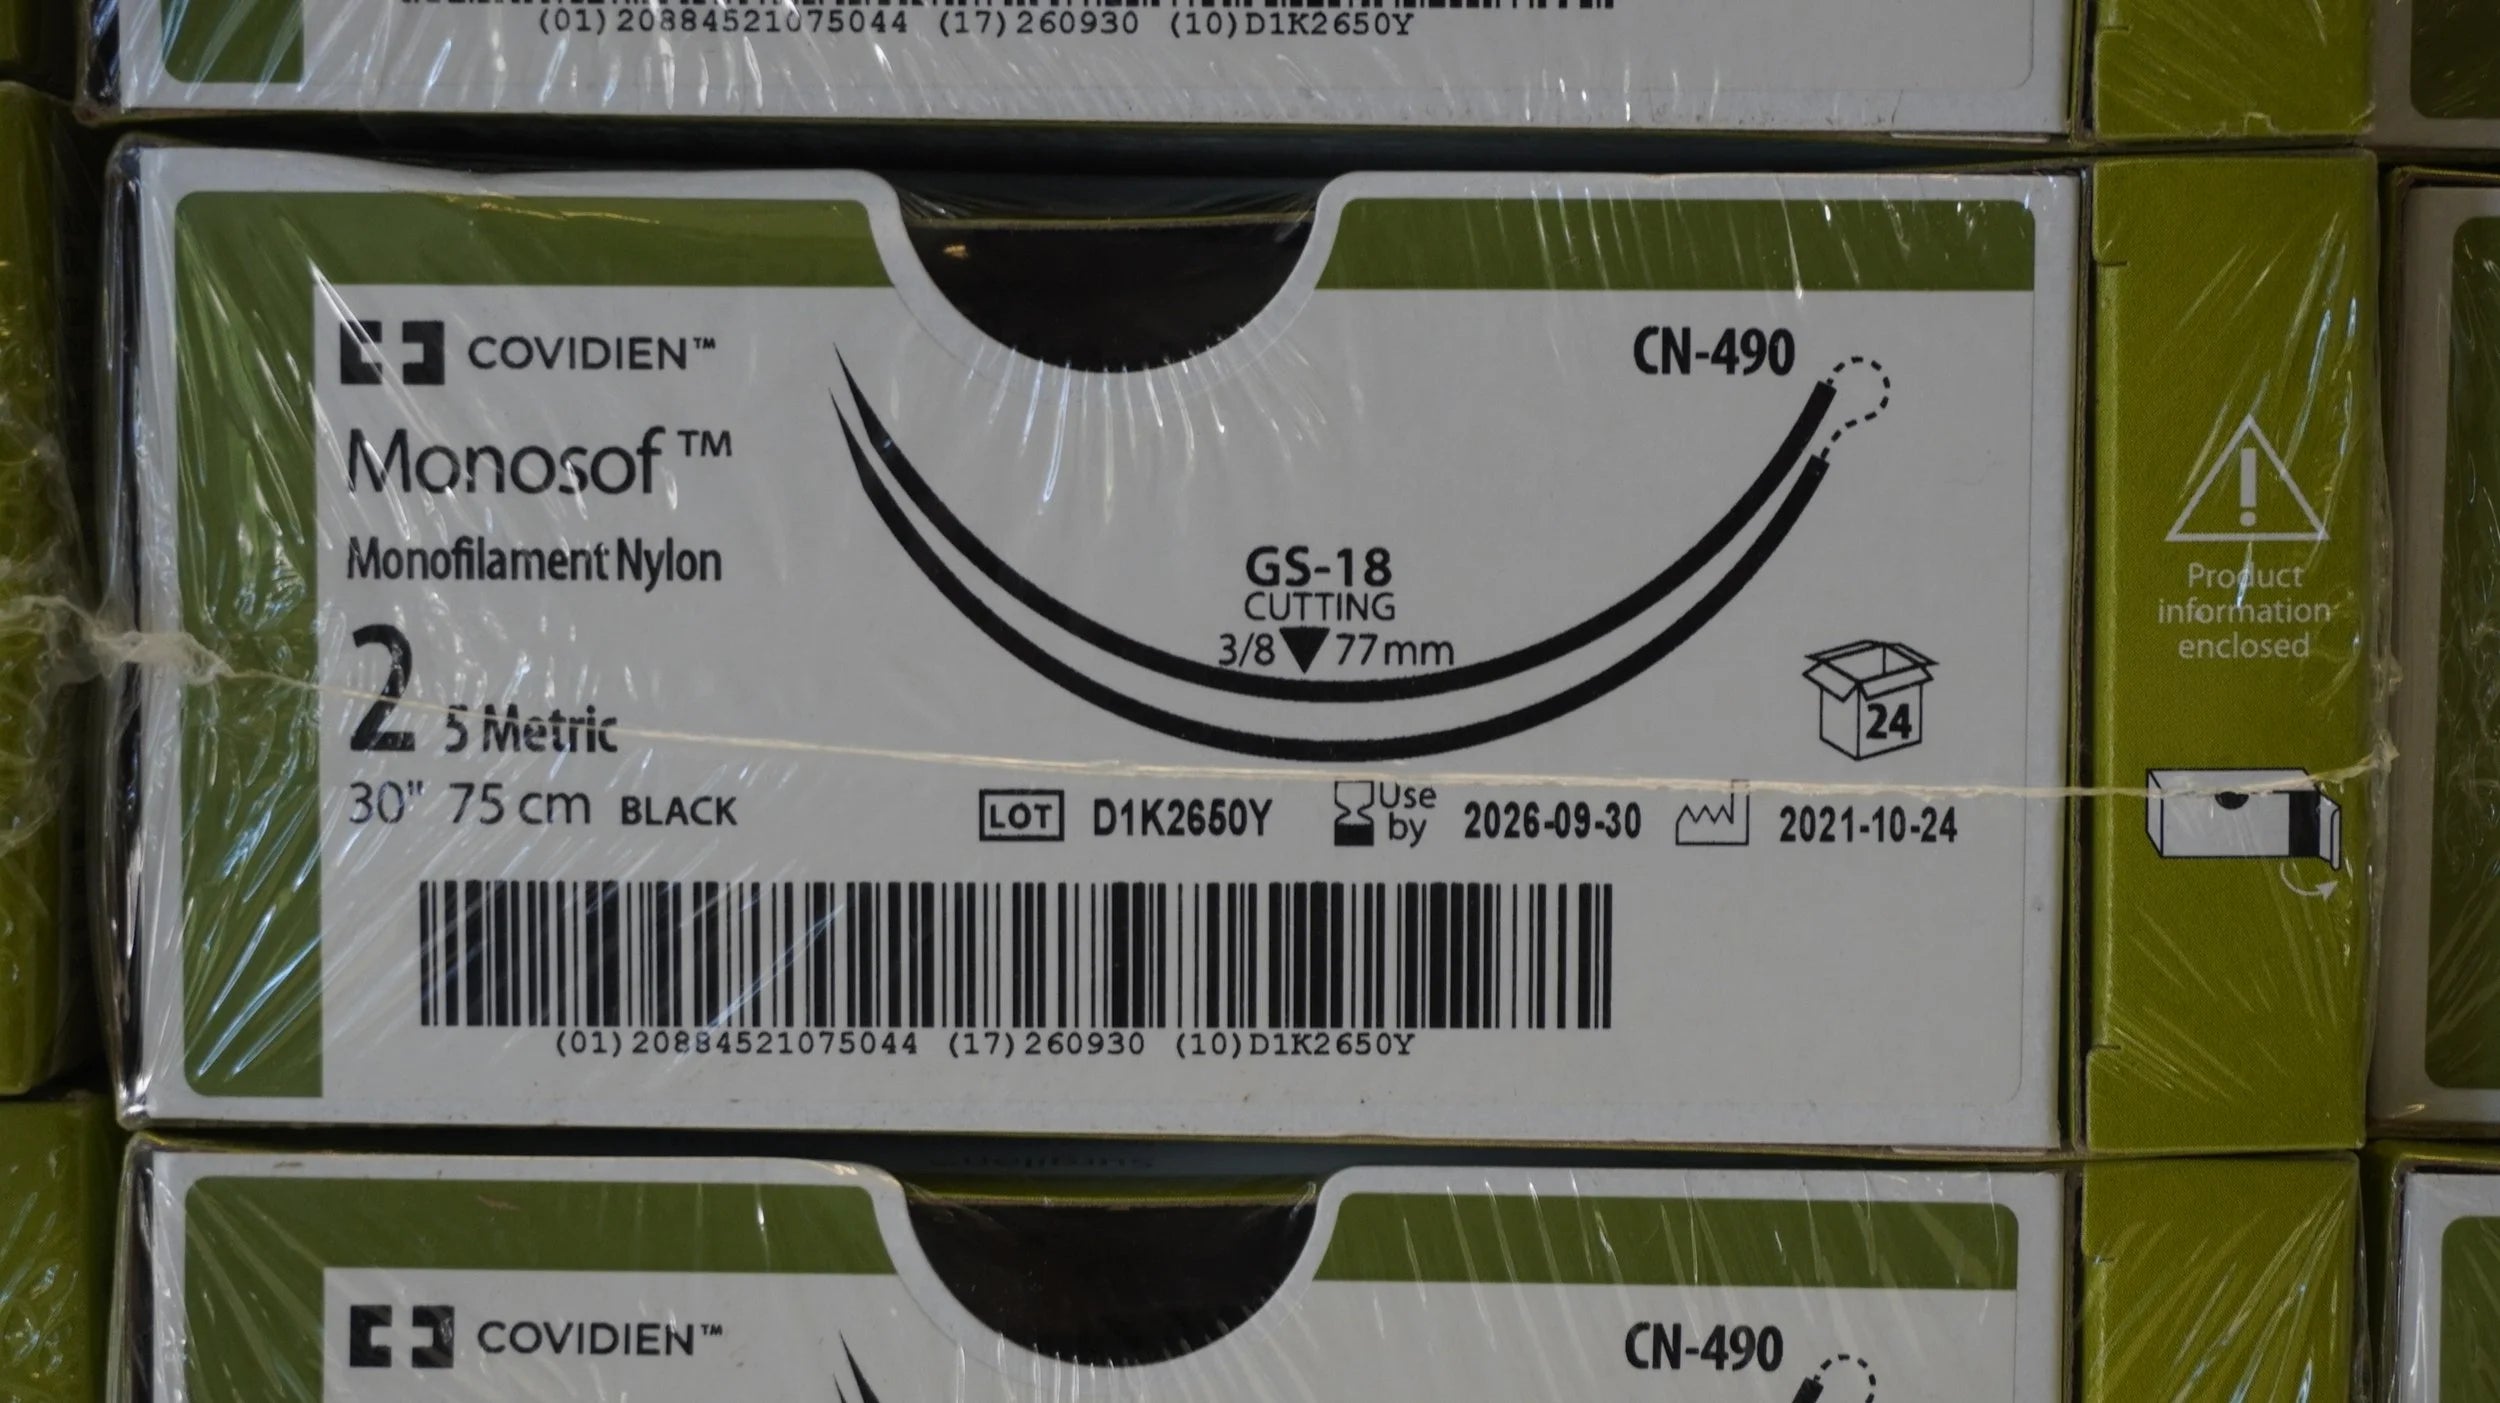 (01)20884521075044 (17)260930 (10)D1K2650Y
COVIDIEN™
CN-490
Monosof™
Monofilament Nylon
GS-18
CUTTING
3/8 77mm
2 5 Metric
30" 75 cm BLACK
24
LOT D1K2650Y Use by 2026-09-30 2021-10-24
(01)20884521075044 (17)260930 (10)D1K2650Y
Product
information
enclosed
COVIDIEN™
CN-490